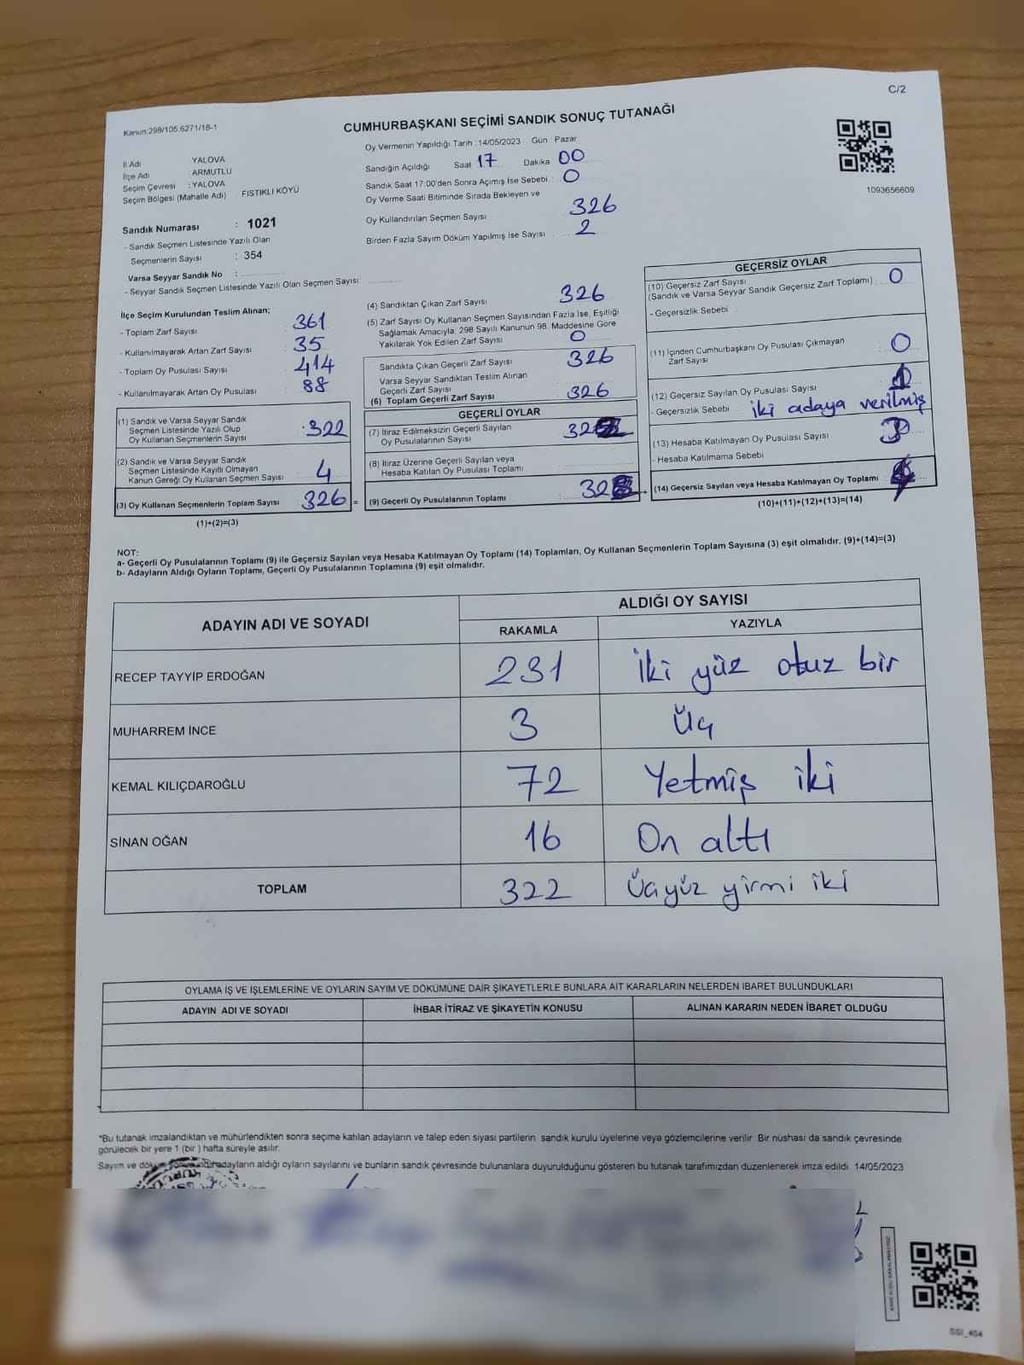 C/2
Kanun:298/105;6271/16-1
CUMHURBAŞKANI SEÇİMİ SANDIK SONUÇ TUTANAĞI
1093656609
İl Adı YALOVA
İlçe Adı ARMUTLU
Seçim Çevresi : YALOVA
Seçim Bölgesi (Mahalle Adı) FISTIKLI KÖYÜ
Sandık Numarası : 1021
- Sandık Seçmen Listesinde Yazılı Olan
Seçmenlerin Sayısı : 354
Varsa Seyyar Sandık No :
- Seyyar Sandık Seçmen Listesinde Yazılı Olan Seçmen Sayısı:
Oy Vermenin Yapıldığı Tarih :14/05/2023 Gün Pazar
Sandığın Açıldığı Saat 17 Dakika 00
Sandık Saat 17:00'den Sonra Açımış İse Sebebi 0
Oy Verme Saati Bitiminde Sırada Bekleyen ve
Oy Kullandırılan Seçmen Sayısı 326
Birden Fazla Sayım Döküm Yapılmış İse Sayısı 2
İlçe Seçim Kurulundan Teslim Alınan;
- Toplam Zarf Sayısı 361
- Kullanılmayarak Artan Zarf Sayısı 35
- Toplam Oy Pusulası Sayısı 414
- Kullanılmayarak Artan Oy Pusulası 88
(1) Sandık ve Varsa Seyyar Sandık
Seçmen Listesinde Yazılı Olup
Oy Kullanan Seçmenlerin Sayısı 322
(2) Sandık ve Varsa Seyyar Sandık
Seçmen Listesinde Kayıtlı Olmayan
Kanun Gereği Oy Kullanan Seçmen Sayısı 4
(3) Oy Kullanan Seçmenlerin Toplam Sayısı 326 =
(1)+(2)=(3)
(4) Sandıktan Çıkan Zarf Sayısı 326
(5) Zarf Sayısı Oy Kullanan Seçmen Sayısından Fazla İse, Eşitliği
Sağlamak Amacıyla, 298 Sayılı Kanunun 98. Maddesine Göre
Yakılarak Yok Edilen Zarf Sayısı 0
Sandıkta Çıkan Geçerli Zarf Sayısı 326
Varsa Seyyar Sandıktan Teslim Alınan
Geçerli Zarf Sayısı
(6) Toplam Geçerli Zarf Sayısı 326
GEÇERLİ OYLAR
(7) İtiraz Edilmeksizin Geçerli Sayılan
Oy Pusulalarının Sayısı
(8) İtiraz Üzerine Geçerli Sayılan veya
Hesaba Katılan Oy Pusulası Toplamı
(9) Geçerli Oy Pusulalarının Toplamı
GEÇERSİZ OYLAR
(10) Geçersiz Zarf Sayısı 0
(Sandık ve Varsa Seyyar Sandık Geçersiz Zarf Toplamı)
- Geçersizlik Sebebi
(11) İçinden Cumhurbaşkanı Oy Pusulası Çıkmayan
Zarf Sayısı 0
(12) Geçersiz Sayılan Oy Pusulası Sayısı
- Geçersizlik Sebebi iki adaya verilmiş
(13) Hesaba Katılmayan Oy Pusulası Sayısı
- Hesaba Katılmama Sebebi
(14) Geçersiz Sayılan veya Hesaba Katılmayan Oy Toplamı
(10)+(11)+(12)+(13)=(14)
NOT:
a- Geçerli Oy Pusulalarının Toplamı (9) ile Geçersiz Sayılan veya Hesaba Katılmayan Oy Toplamı (14) Toplamları, Oy Kullanan Seçmenlerin Toplam Sayısına (3) eşit olmalıdır. (9)+(14)=(3)
b- Adayların Aldığı Oyların Toplamı, Geçerli Oy Pusulalarının Toplamına (9) eşit olmalıdır.
ADAYIN ADI VE SOYADI ALDIĞI OY SAYISI
RAKAMLA YAZIYLA
RECEP TAYYİP ERDOĞAN 231 İki yüz otuz bir
MUHARREM İNCE 3 Üç
KEMAL KILIÇDAROĞLU 72 Yetmiş iki
SİNAN OĞAN 16 On altı
TOPLAM 322 Üçyüz yirmi iki
OYLAMA İŞ VE İŞLEMLERİNE VE OYLARIN SAYIM VE DÖKÜMÜNE DAİR ŞİKAYETLERLE BUNLARA AİT KARARLARIN NELERDEN İBARET BULUNDUKLARI
ADAYIN ADI VE SOYADI İHBAR İTİRAZ VE ŞİKAYETİN KONUSU ALINAN KARARIN NEDEN İBARET OLDUĞU
*Bu tutanak imzalandıktan ve mühürlendikten sonra seçime katılan adayların ve talep eden siyasi partilerin sandık kurulu üyelerine veya gözlemcilerine verilir. Bir nüshası da sandık çevresinde
görülecek bir yere 1 (bir) hafta süreyle asılır.
Sayım ve adayların aldığı oyların sayılarını ve bunların sandık çevresinde bulunanlara duyurulduğunu gösteren bu tutanak tarafımızdan düzenlenerek imza edildi. 14/05/2023
SSI_404